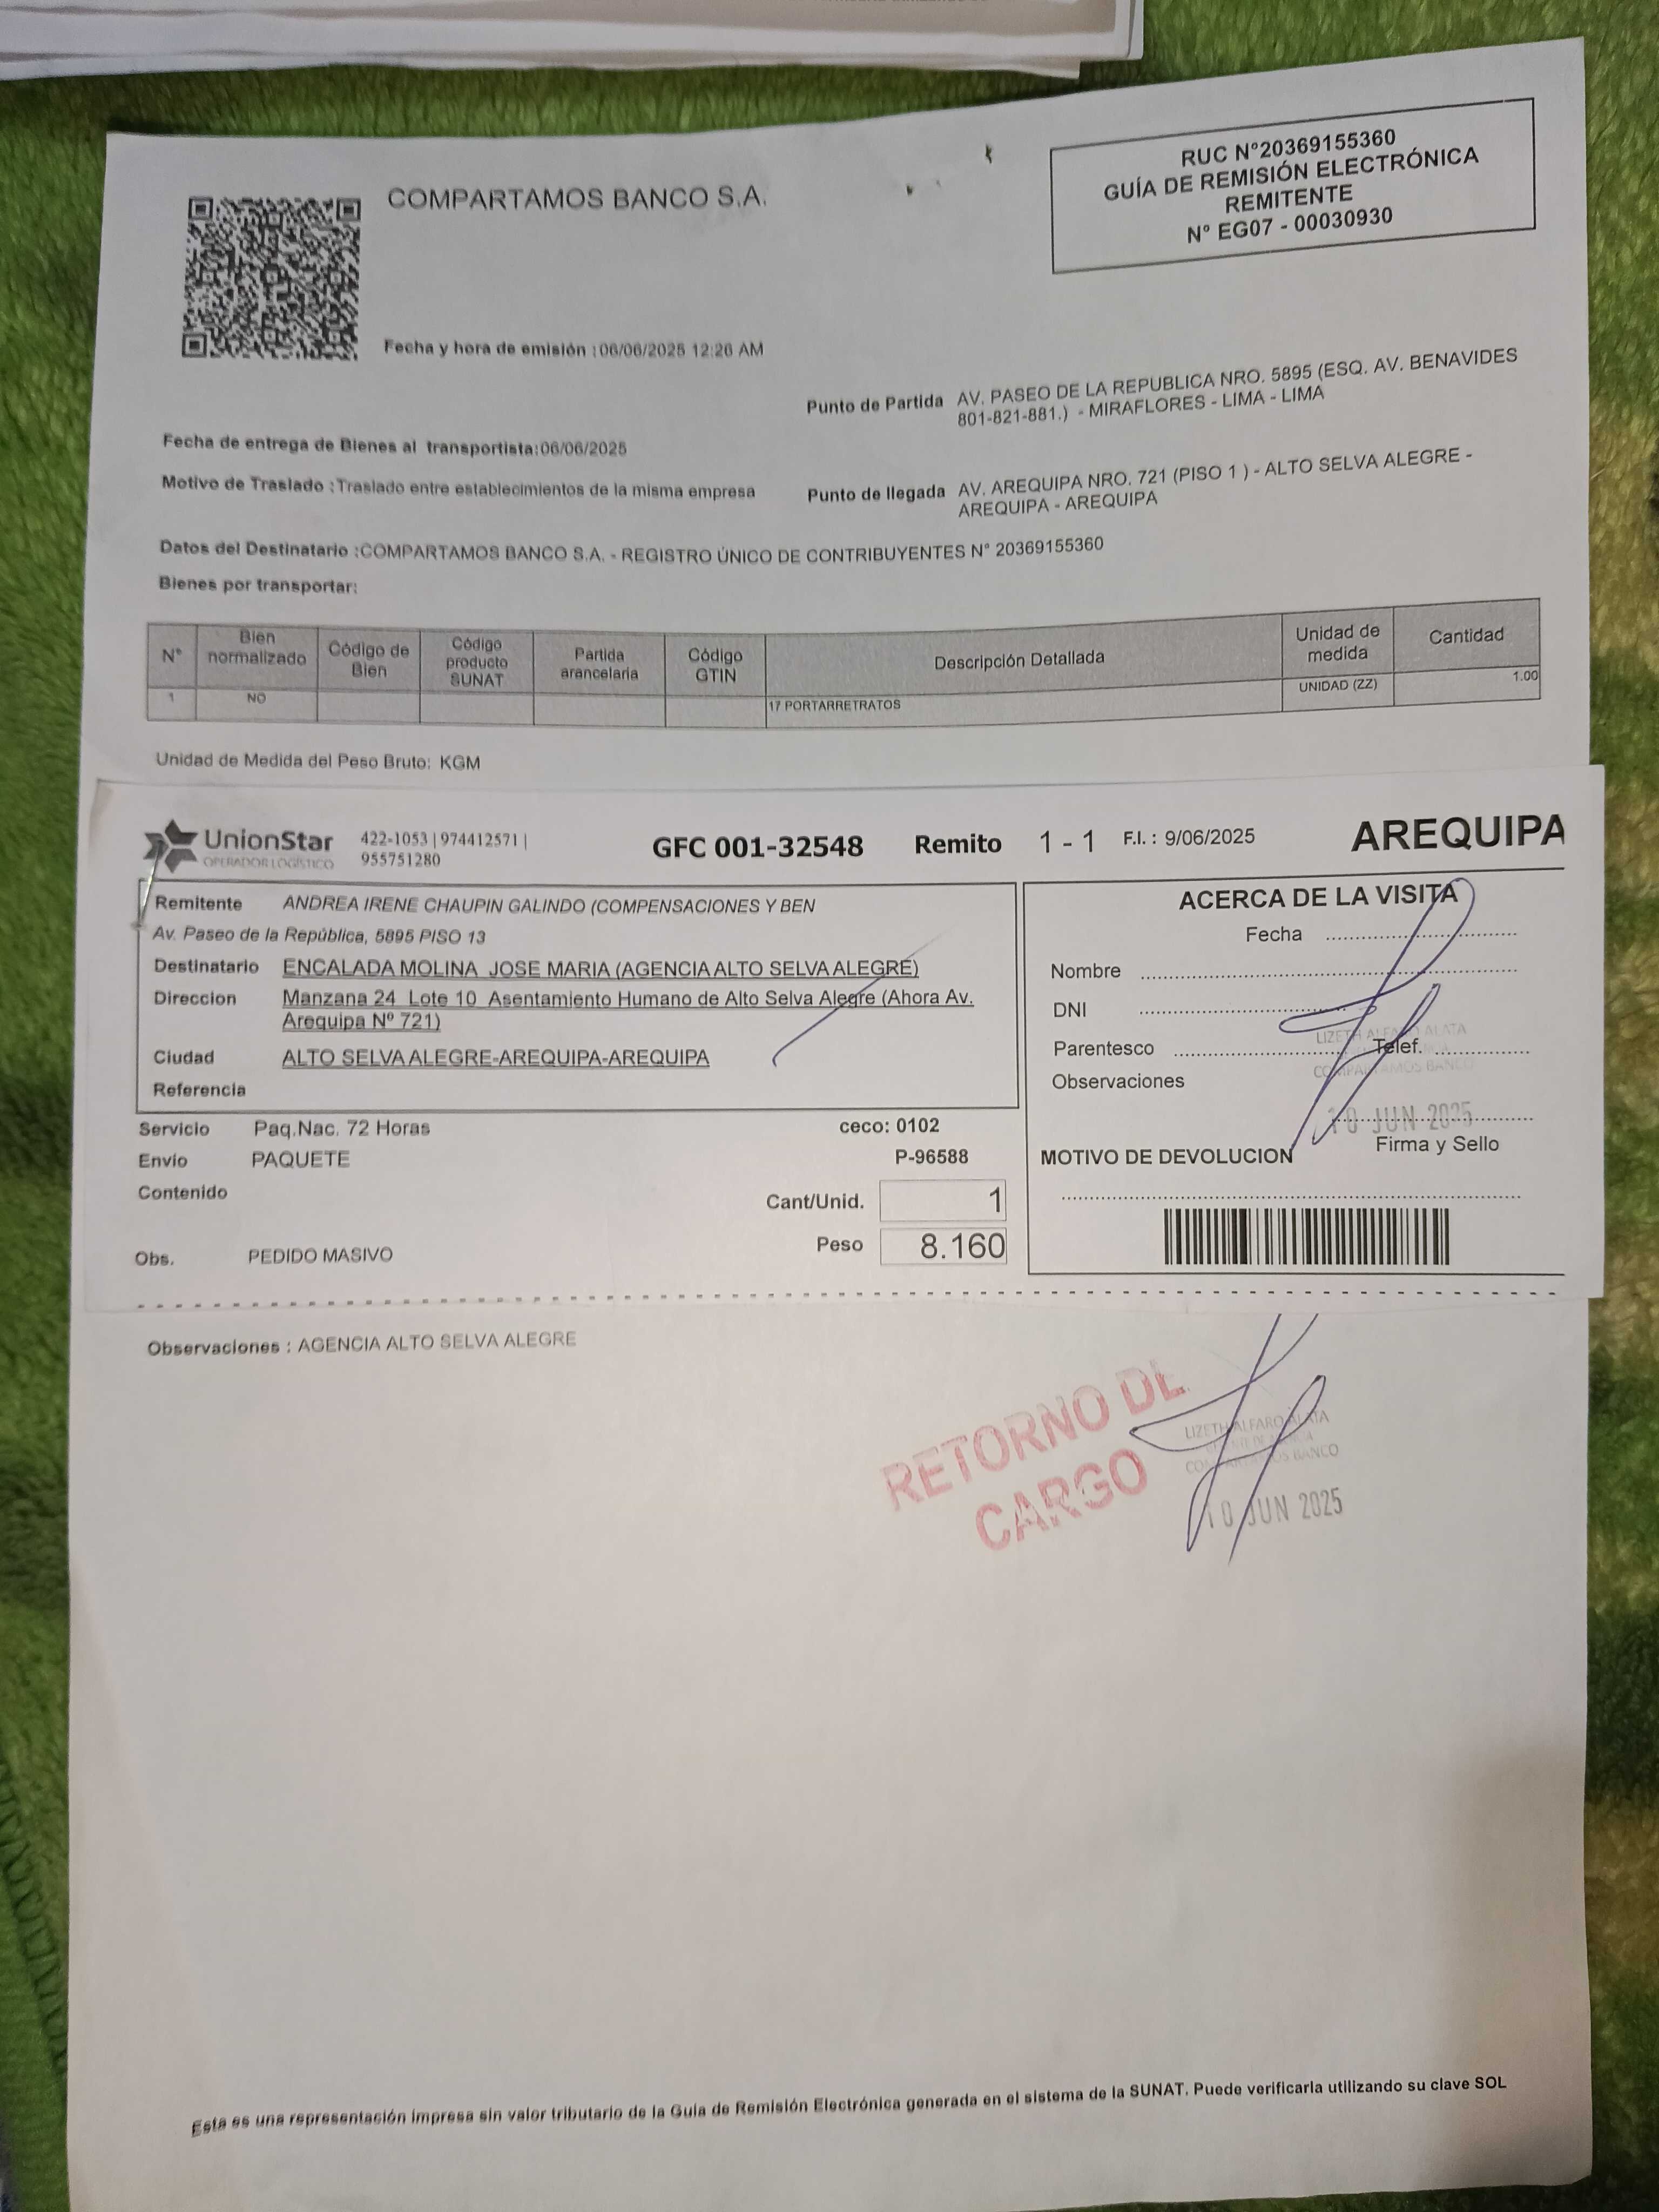 COMPARTAMOS BANCO S.A.
RUC N°20369155360
GUÍA DE REMISIÓN ELECTRÓNICA
REMITENTE
N° EG07 - 00030930
Fecha y hora de emisión :06/06/2025 12:26 AM
Punto de Partida AV. PASEO DE LA REPUBLICA NRO. 5895 (ESQ. AV. BENAVIDES
801-821-881.) - MIRAFLORES - LIMA - LIMA
Fecha de entrega de Bienes al transportista:06/06/2025
Motivo de Traslado :Traslado entre establecimientos de la misma empresa
Punto de llegada AV. AREQUIPA NRO. 721 (PISO 1 ) - ALTO SELVA ALEGRE -
AREQUIPA - AREQUIPA
Datos del Destinatario :COMPARTAMOS BANCO S.A. - REGISTRO ÚNICO DE CONTRIBUYENTES N° 20369155360
Bienes por transportar:
N° Bien normalizado Código de Bien Código producto SUNAT Partida arancelaria Código GTIN Descripción Detallada Unidad de medida Cantidad
1 NO 17 PORTARRETRATOS UNIDAD (ZZ) 1.00
Unidad de Medida del Peso Bruto: KGM
UnionStar
OPERADOR LOGÍSTICO
422-1053 | 974412571 |
955751280
GFC 001-32548 Remito 1 - 1 F.I. : 9/06/2025 AREQUIPA
Remitente ANDREA IRENE CHAUPIN GALINDO (COMPENSACIONES Y BEN
Av. Paseo de la República, 5895 PISO 13
Destinatario ENCALADA MOLINA JOSE MARIA (AGENCIA ALTO SELVA ALEGRE)
Direccion Manzana 24 Lote 10 Asentamiento Humano de Alto Selva Alegre (Ahora Av.
Arequipa Nº 721)
Ciudad ALTO SELVA ALEGRE-AREQUIPA-AREQUIPA
Referencia
Servicio Paq.Nac. 72 Horas ceco: 0102
Envio PAQUETE P-96588
Contenido
Cant/Unid. 1
Peso 8.160
Obs. PEDIDO MASIVO
ACERCA DE LA VISITA
Fecha
Nombre
DNI
Parentesco Telef.
Observaciones
LIZETH ALFARO ALATA
COMPARTAMOS BANCO
10 JUN 2025
Firma y Sello
MOTIVO DE DEVOLUCION
Observaciones : AGENCIA ALTO SELVA ALEGRE
RETORNO DE
CARGO
LIZETH ALFARO ALATA
GERENTE DE AGENCIA
COMPARTAMOS BANCO
10 JUN 2025
Esta es una representación impresa sin valor tributario de la Guía de Remisión Electrónica generada en el sistema de la SUNAT. Puede verificarla utilizando su clave SOL